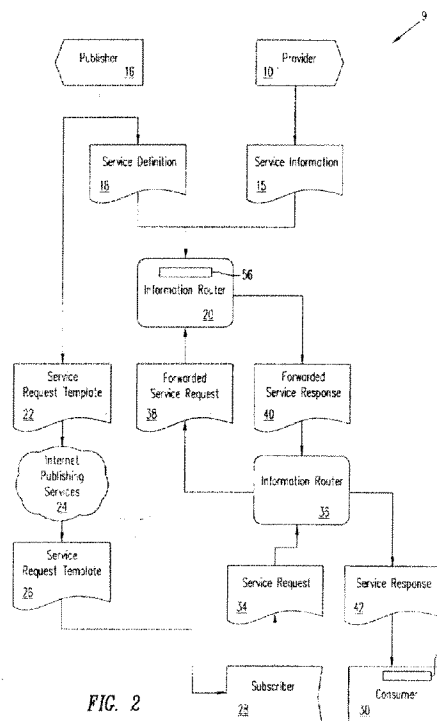 9
Publisher
16
Provider
10
Service Definition
18
Service Information
15
56
Information Router
20
Service
Request Template
22
Forwarded
Service Request
38
Forwarded
Service Response
40
Internet
Publishing
Services
24
Information Router
36
Service
Request Template
26
Service Request
34
Service Response
42
FIG. 2
Subscriber
28
Consumer
30